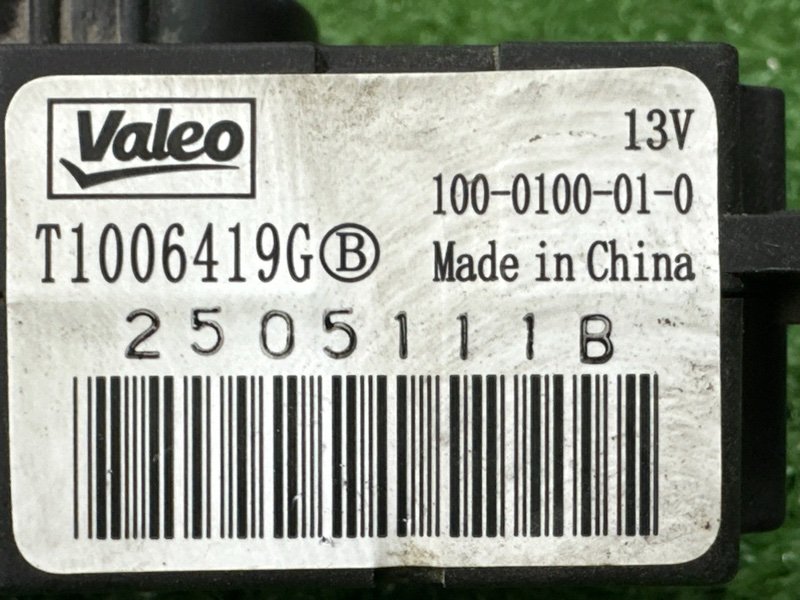 Valeo
13V
100-0100-01-0
T1006419GⒷ
Made in China
2505111B